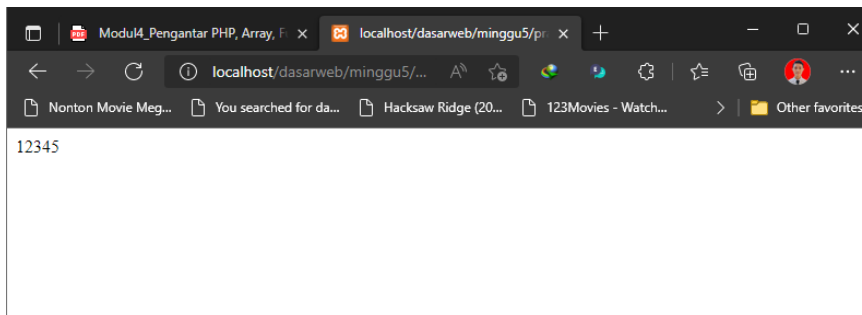 Modul4_Pengantar PHP, Array, F
localhost/dasarweb/minggu5/pr
localhost/dasarweb/minggu5/...
Nonton Movie Meg...
You searched for da...
Hacksaw Ridge (20...
123Movies - Watch...
Other favorites
12345